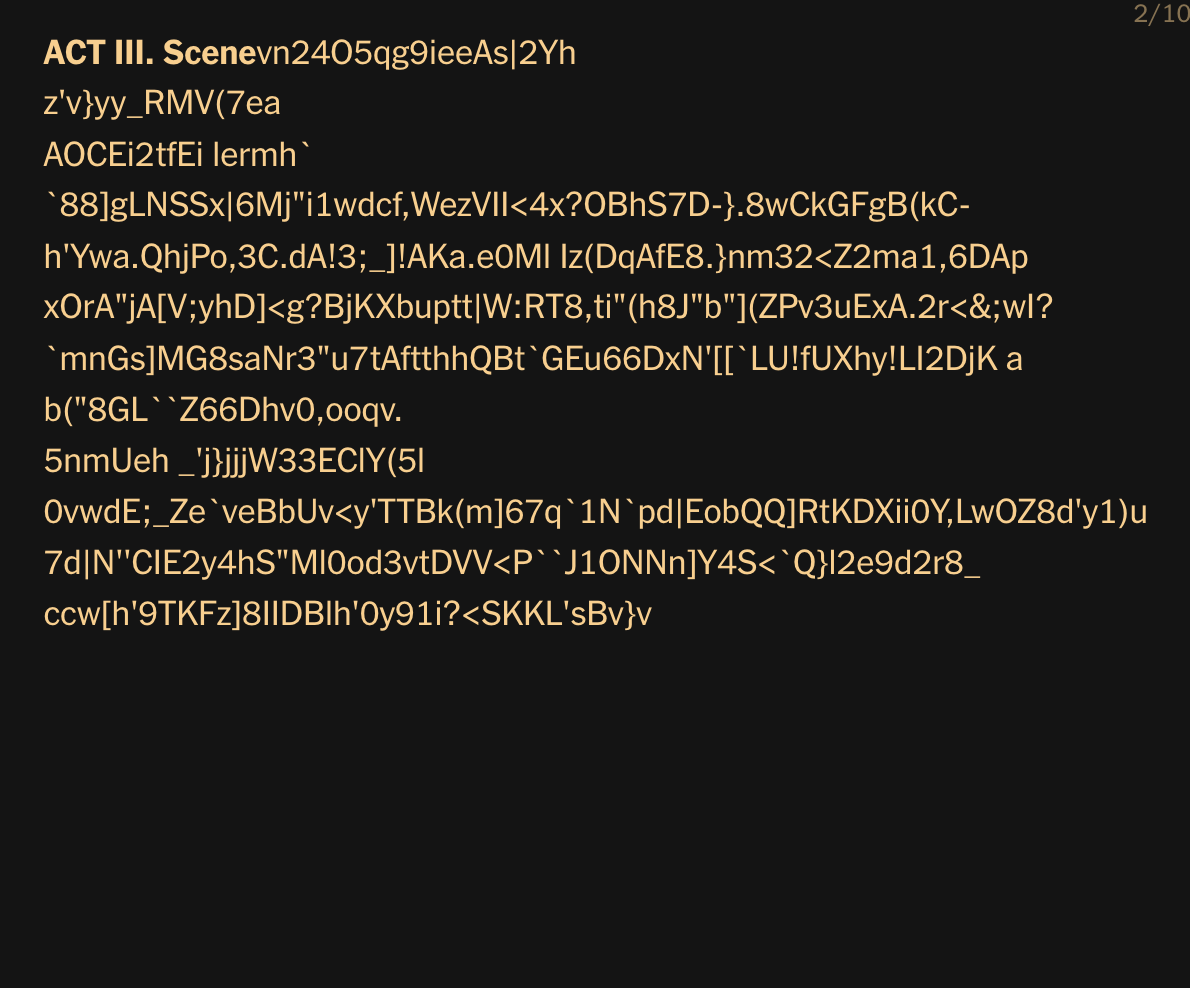 2/10
ACT III. Scenevn24O5qg9ieeAs|2Yh
z'v}yy_RMV(7ea
AOCEi2tfEi lermh`
`88]gLNSSx|6Mj"i1wdcf,WezVII<4x?OBhS7D-}.8wCkGFgB(kC-
h'Ywa.QhjPo,3C.dA!3;_]!AKa.e0Ml Iz(DqAfE8.}nm32<Z2ma1,6DAp
xOrA"jA[V;yhD]<g?BjKXbuptt|W:RT8,ti"(h8J"b"](ZPv3uExA.2r<&;wI?
`mnGs]MG8saNr3"u7tAftthhQBt`GEu66DxN'[[`LU!fUXhy!LI2DjK a
b("8GL``Z66Dhv0,ooqv.
5nmUeh _'j}jjjW33EClY(5l
0vwdE;_Ze`veBbUv<y'TTBk(m]67q`1N`pd|EobQQ]RtKDXii0Y,LwOZ8d'y1)u
7d|N''CIE2y4hS"Ml0od3vtDVV<P``J1ONNn]Y4S<`Q}l2e9d2r8_
ccw[h'9TKFz]8IIDBlh'0y91i?<SKKL'sBv}v